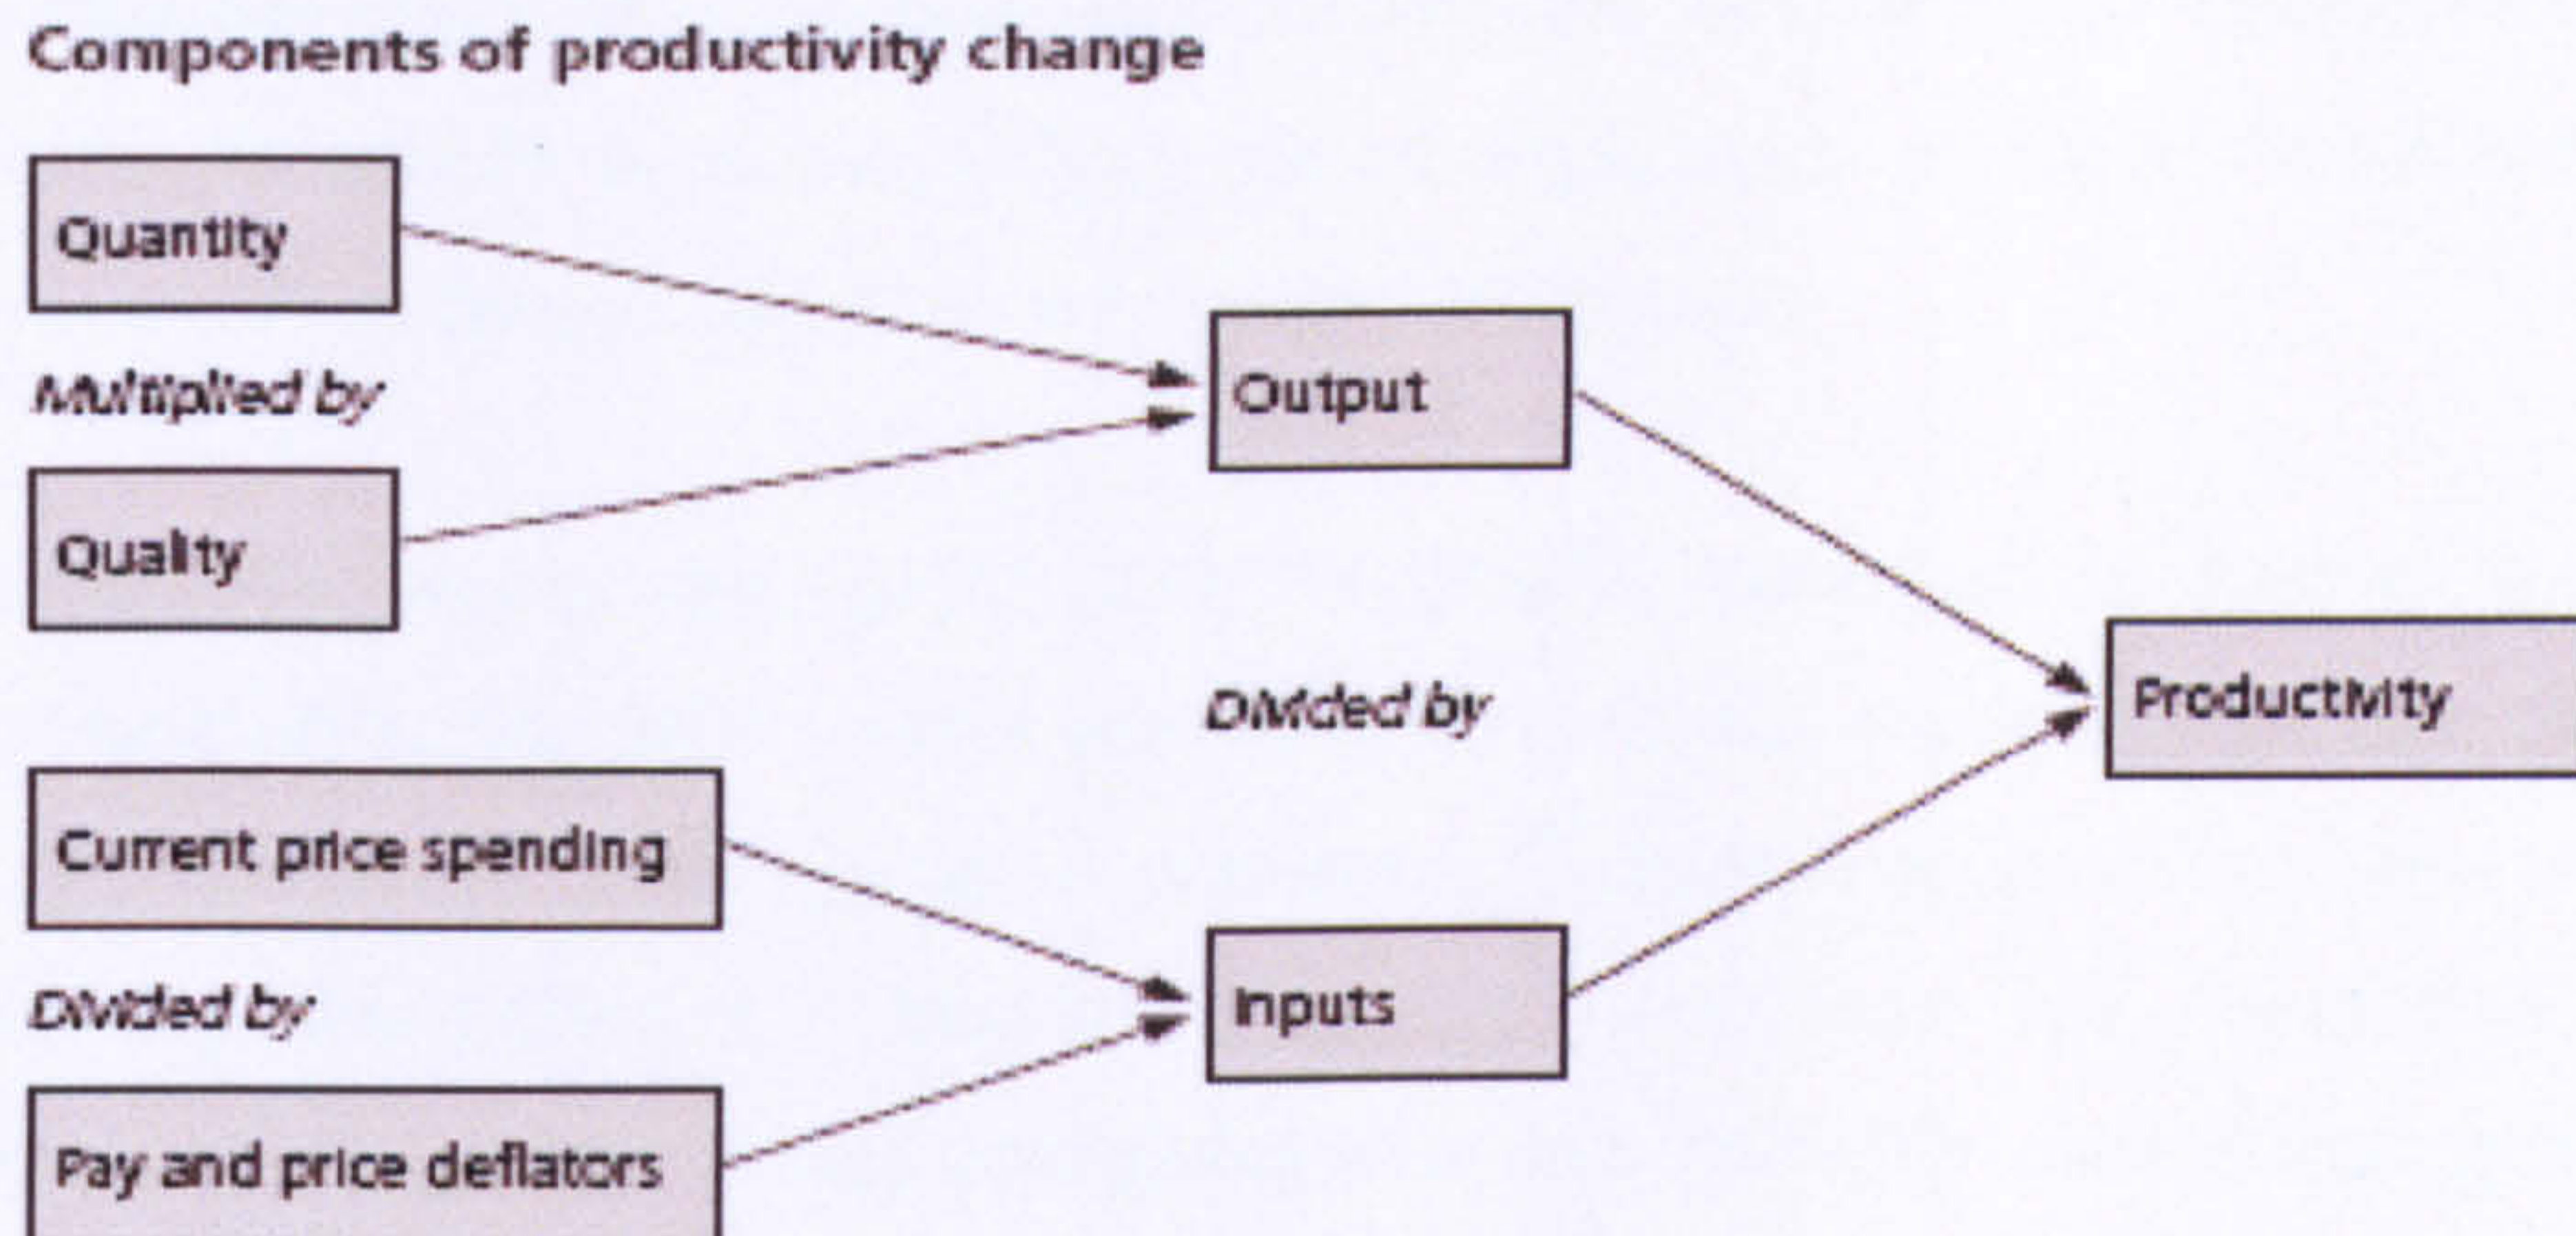 Components of productivity change
Quantity
Multiplied by
Quality
Output
Divided by
Productivity
Current price spending
Divided by
Pay and price deflators
Inputs